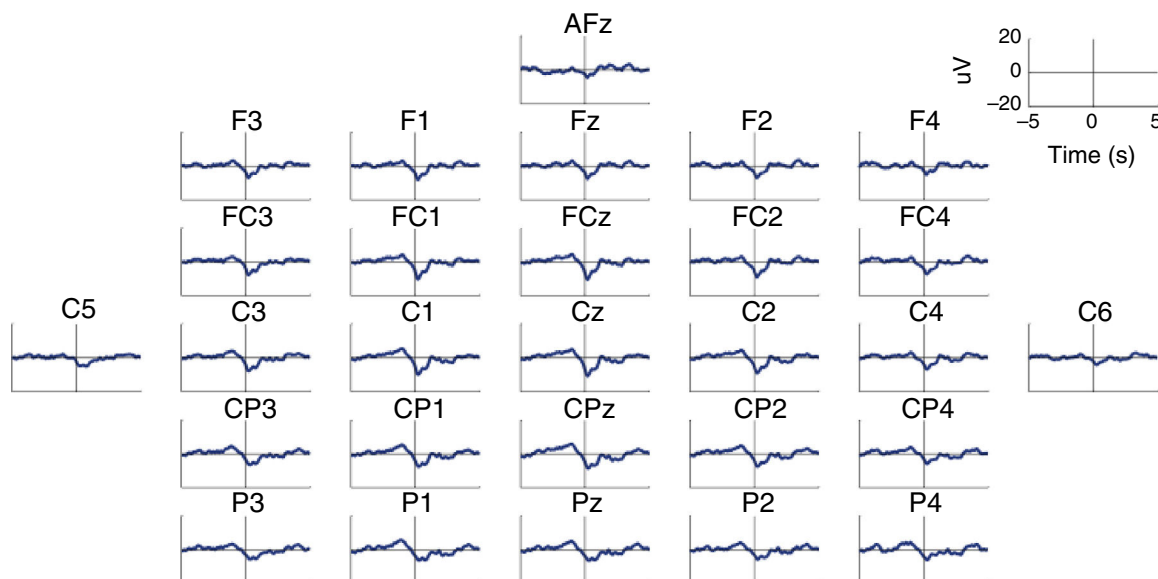 AFz
20
uV
0
–20
–5 0 5
Time (s)
F3 F1 Fz F2 F4
FC3 FC1 FCz FC2 FC4
C5 C3 C1 Cz C2 C4 C6
CP3 CP1 CPz CP2 CP4
P3 P1 Pz P2 P4